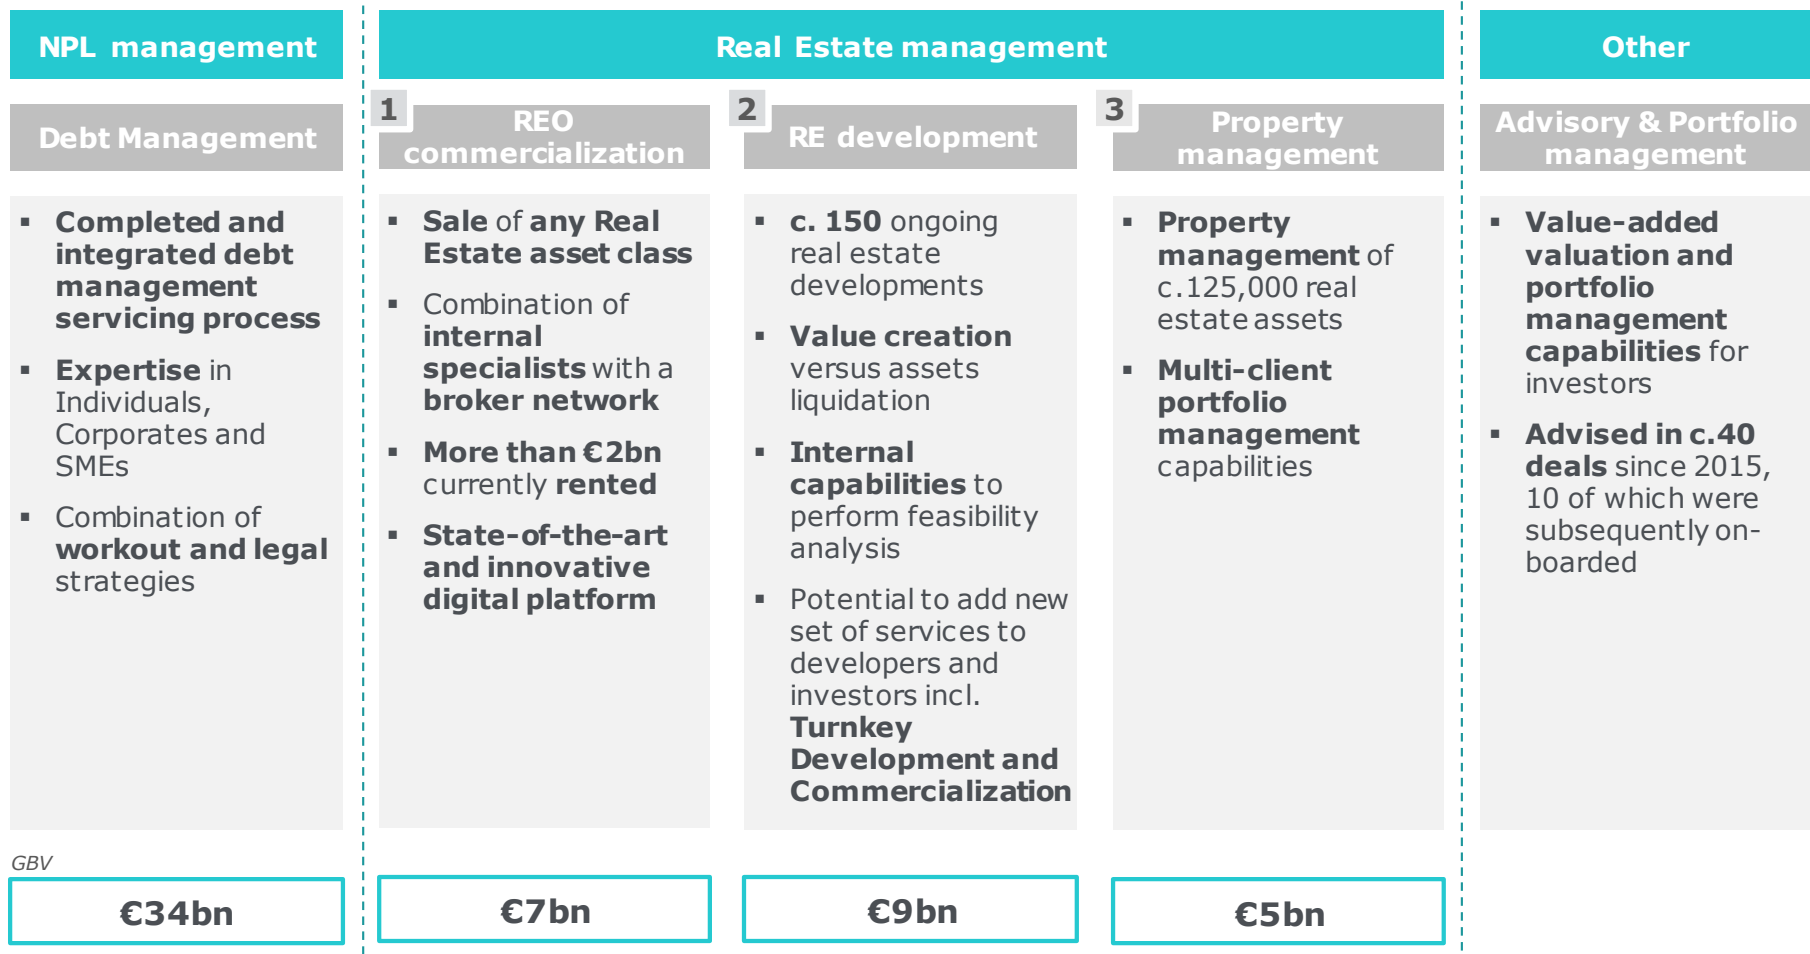 NPL management
Real Estate management
Other
Debt Management
1
REO
commercialization
2
RE development
3
Property
management
Advisory & Portfolio
management
▪ Completed and
integrated debt
management
servicing process
▪ Expertise in
Individuals,
Corporates and
SMEs
▪ Combination of
workout and legal
strategies
▪ Sale of any Real
Estate asset class
▪ Combination of
internal
specialists with a
broker network
▪ More than €2bn
currently rented
▪ State-of-the-art
and innovative
digital platform
▪ c. 150 ongoing
real estate
developments
▪ Value creation
versus assets
liquidation
▪ Internal
capabilities to
perform feasibility
analysis
▪ Potential to add new
set of services to
developers and
investors incl.
Turnkey
Development and
Commercialization
▪ Property
management of
c.125,000 real
estate assets
▪ Multi-client
portfolio
management
capabilities
▪ Value-added
valuation and
portfolio
management
capabilities for
investors
▪ Advised in c.40
deals since 2015,
10 of which were
subsequently on-
boarded
GBV
€34bn
€7bn
€9bn
€5bn